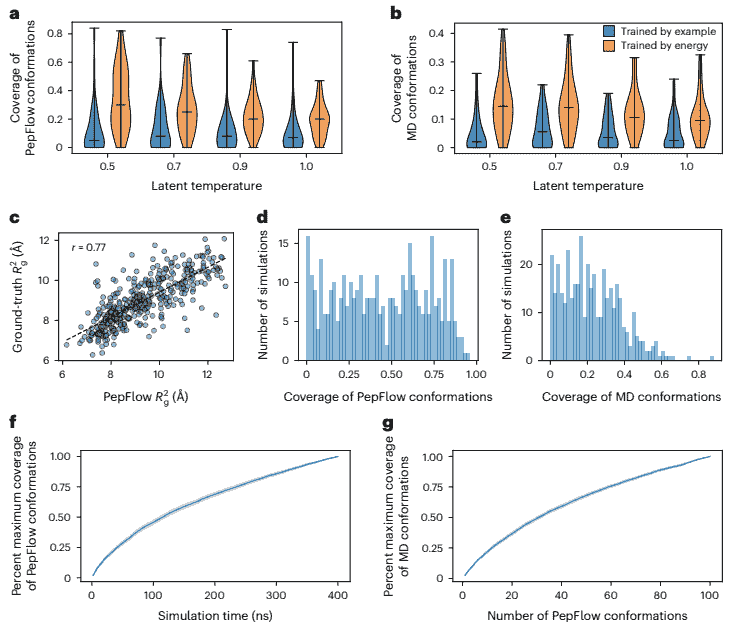 a
Coverage of
PepFlow conformations
0.8
0.6
0.4
0.2
0
0.5
0.7
0.9
1.0
Latent temperature
b
Coverage of
MD conformations
0.4
0.3
0.2
0.1
0
Trained by example
Trained by energy
0.5
0.7
0.9
1.0
Latent temperature
c
Ground-truth R²g (Å)
12
10
8
6
r = 0.77
6
8
10
12
PepFlow R²g (Å)
d
Number of simulations
15
10
5
0
0
0.25
0.50
0.75
1.00
Coverage of PepFlow conformations
e
Number of simulations
20
10
0
0
0.2
0.4
0.6
0.8
Coverage of MD conformations
f
Percent maximum coverage
of PepFlow conformations
1.00
0.75
0.50
0.25
0
0
100
200
300
400
Simulation time (ns)
g
Percent maximum coverage
of MD conformations
1.00
0.75
0.50
0.25
0
0
20
40
60
80
100
Number of PepFlow conformations